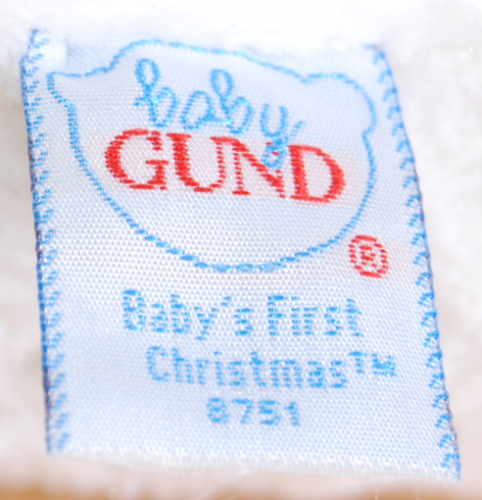 baby
GUND
®
Baby's First
Christmas™
8751